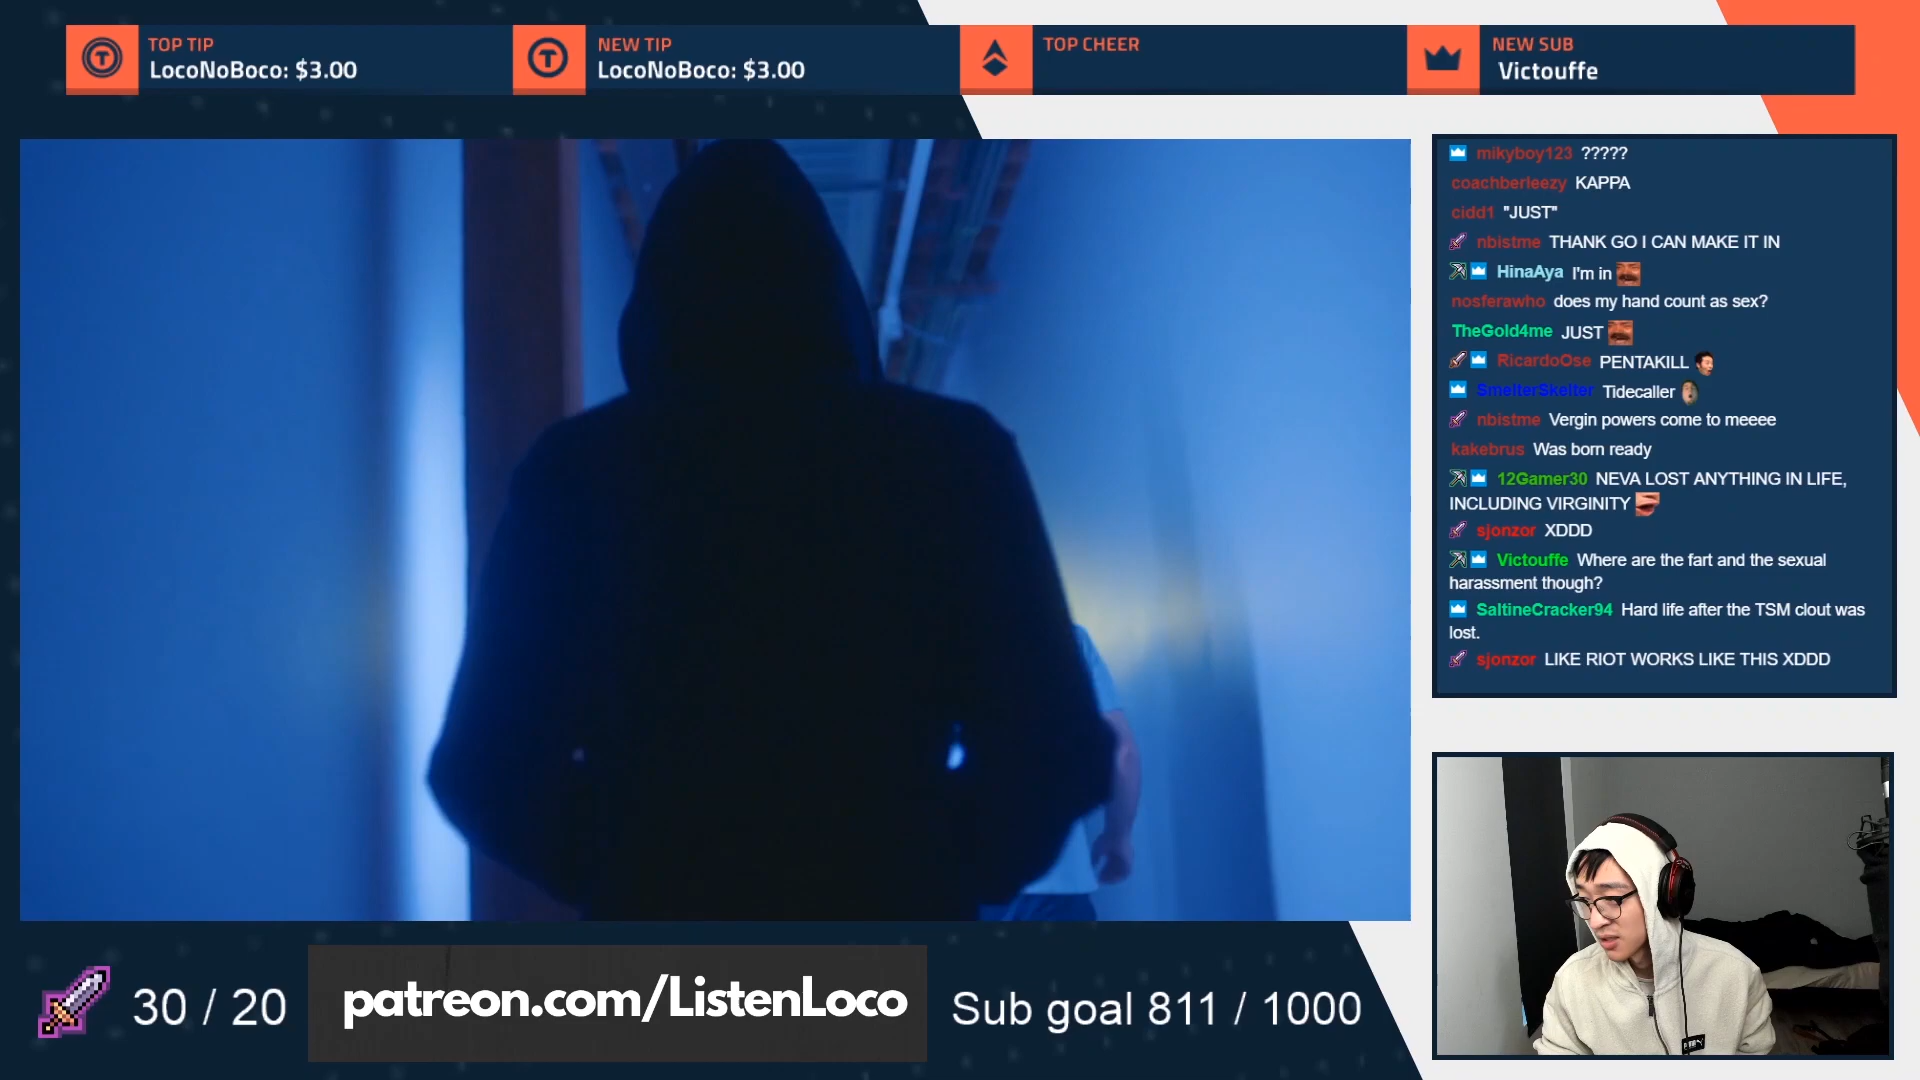 TOP TIP
LocoNoBoco: $3.00
NEW TIP
LocoNoBoco: $3.00
TOP CHEER
NEW SUB
Victouffe
mikyboy123 ?????
coachberleezy KAPPA
cidd1 "JUST"
nbistme THANK GO I CAN MAKE IT IN
HinaAya I'm in
nosferawho does my hand count as sex?
TheGold4me JUST
RicardoOse PENTAKILL
SmelterSkelter Tidecaller
nbistme Vergin powers come to meeee
kakebrus Was born ready
12Gamer30 NEVA LOST ANYTHING IN LIFE,
INCLUDING VIRGINITY
sjonzor XDDD
Victouffe Where are the fart and the sexual
harassment though?
SaltineCracker94 Hard life after the TSM clout was
lost.
sjonzor LIKE RIOT WORKS LIKE THIS XDDD
30 / 20
patreon.com/ListenLoco
Sub goal 811 / 1000